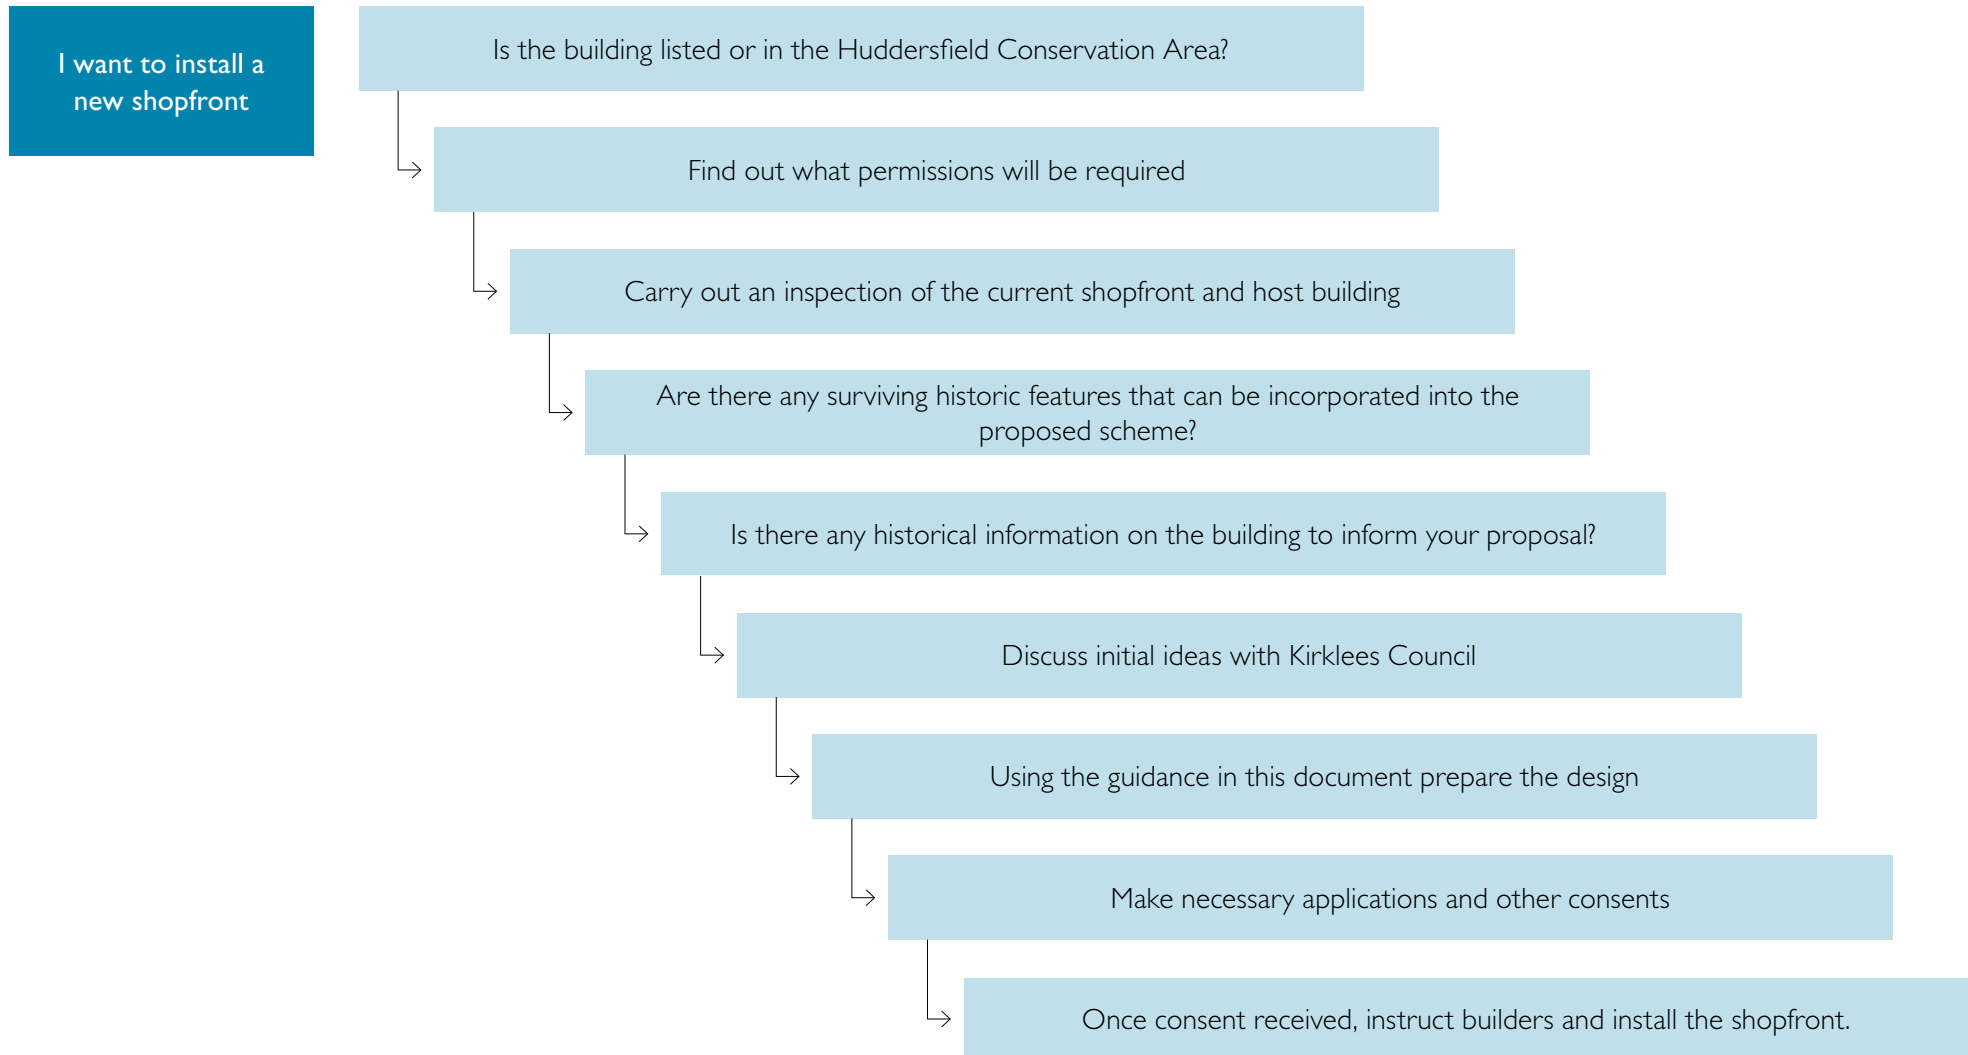 I want to install a
new shopfront
Is the building listed or in the Huddersfield Conservation Area?
Find out what permissions will be required
Carry out an inspection of the current shopfront and host building
Are there any surviving historic features that can be incorporated into the
proposed scheme?
Is there any historical information on the building to inform your proposal?
Discuss initial ideas with Kirklees Council
Using the guidance in this document prepare the design
Make necessary applications and other consents
Once consent received, instruct builders and install the shopfront.